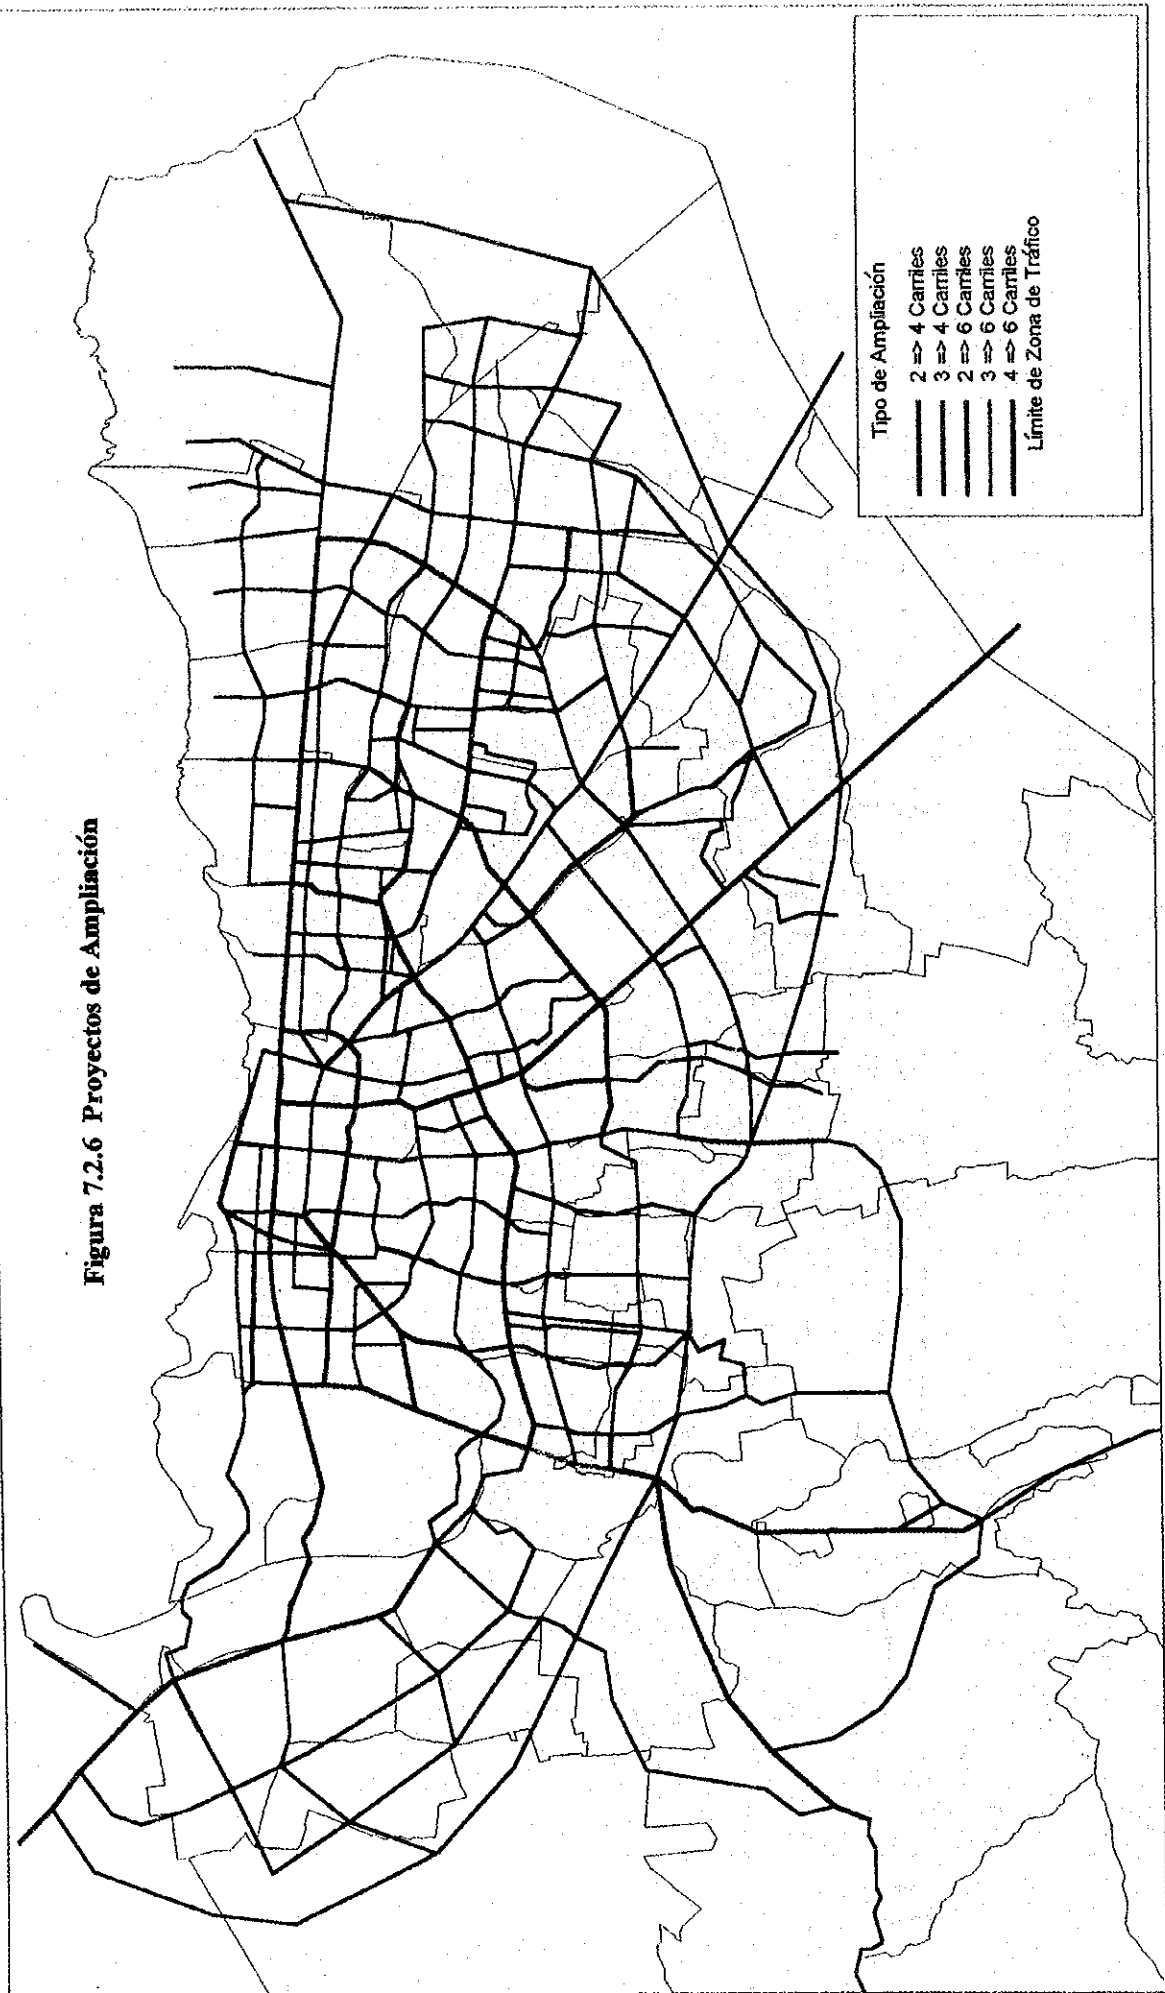 Figura 7.2.6 Proyectos de Ampliación
Tipo de Ampliación
2 => 4 Carriles
3 => 4 Carriles
2 => 6 Carriles
3 => 6 Carriles
4 => 6 Carriles
Límite de Zona de Tráfico